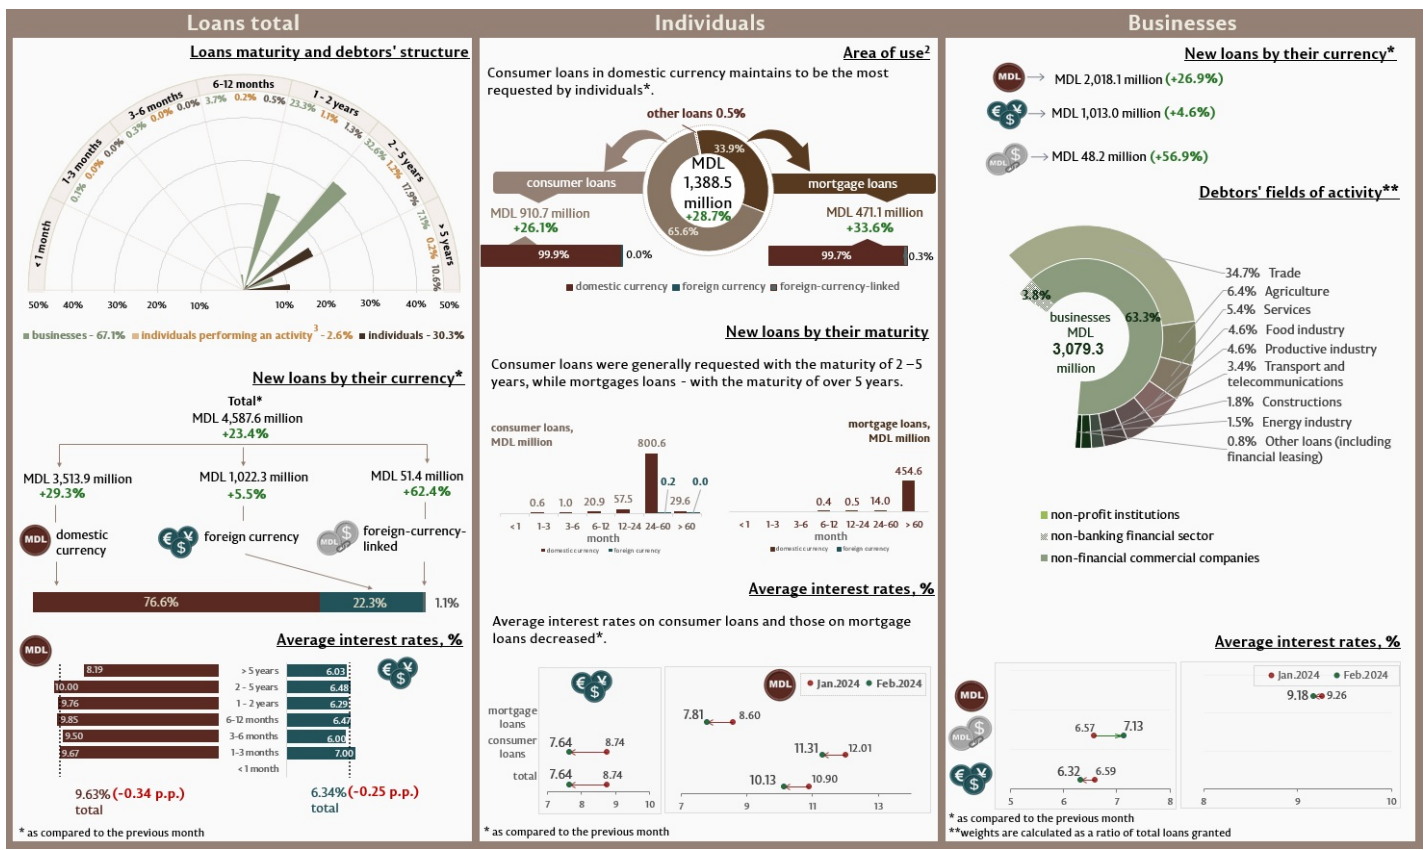 Loans total
Loans maturity and debtors' structure
< 1 month
1-3 months
3-6 months
6-12 months
1 - 2 years
2 - 5 years
> 5 years
0.1% 0.0% 0.0%
0.3% 0.0% 0.0%
3.7% 0.2% 0.5%
23.3% 1.1% 1.3%
32.6% 1.2% 17.9%
7.1% 0.2% 10.6%
50% 40% 30% 20% 10% 10% 20% 30% 40% 50%
businesses - 67.1% individuals performing an activity 3 - 2.6% individuals - 30.3%
New loans by their currency*
Total*
MDL 4,587.6 million
+23.4%
MDL 3,513.9 million
+29.3%
MDL 1,022.3 million
+5.5%
MDL 51.4 million
+62.4%
MDL domestic
currency
€ ¥ $ foreign currency
MDL $ foreign-currency-
linked
76.6% 22.3% 1.1%
Average interest rates, %
MDL
€ ¥ $
8.19 > 5 years 6.03
10.00 2 - 5 years 6.48
9.76 1 - 2 years 6.29
9.85 6-12 months 6.47
9.50 3-6 months 6.00
9.67 1-3 months 7.00
<1 month
9.63% (-0.34 p.p.)
total
6.34% (-0.25 p.p.)
total
* as compared to the previous month
Individuals
Area of use2
Consumer loans in domestic currency maintains to be the most
requested by individuals*.
other loans 0.5%
33.9%
MDL
1,388.5
million
+28.7%
65.6%
consumer loans
MDL 910.7 million
+26.1%
99.9% 0.0%
mortgage loans
MDL 471.1 million
+33.6%
99.7% 0.3%
domestic currency foreign currency foreign-currency-linked
New loans by their maturity
Consumer loans were generally requested with the maturity of 2 –5
years, while mortgages loans - with the maturity of over 5 years.
consumer loans,
MDL million
0.6 1.0 20.9 57.5 800.6 0.2 29.6 0.0
< 1 1-3 3-6 6-12 12-24 24-60 > 60
month
domestic currency foreign currency
mortgage loans,
MDL million
0.4 0.5 14.0 454.6
< 1 1-3 3-6 6-12 12-24 24-60 > 60
month
domestic currency foreign currency
Average interest rates, %
Average interest rates on consumer loans and those on mortgage
loans decreased*.
€ ¥ $
MDL
Jan.2024 Feb.2024
mortgage
loans
7.81 8.60
consumer
loans
7.64 8.74
11.31 12.01
total
7.64 8.74
10.13 10.90
7 8 9 10
7 9 11 13
* as compared to the previous month
Businesses
New loans by their currency*
MDL MDL 2,018.1 million (+26.9%)
€ ¥ $ MDL 1,013.0 million (+4.6%)
MDL $ MDL 48.2 million (+56.9%)
Debtors' fields of activity**
3.8%
63.3%
businesses
MDL
3,079.3
million
34.7% Trade
6.4% Agriculture
5.4% Services
4.6% Food industry
4.6% Productive industry
3.4% Transport and
telecommunications
1.8% Constructions
1.5% Energy industry
0.8% Other loans (including
financial leasing)
non-profit institutions
non-banking financial sector
non-financial commercial companies
Average interest rates, %
Jan.2024 Feb.2024
MDL
9.18 9.26
MDL $
6.57 7.13
€ ¥ $
6.32 6.59
5 6 7 8
8 9 10
* as compared to the previous month
**weights are calculated as a ratio of total loans granted